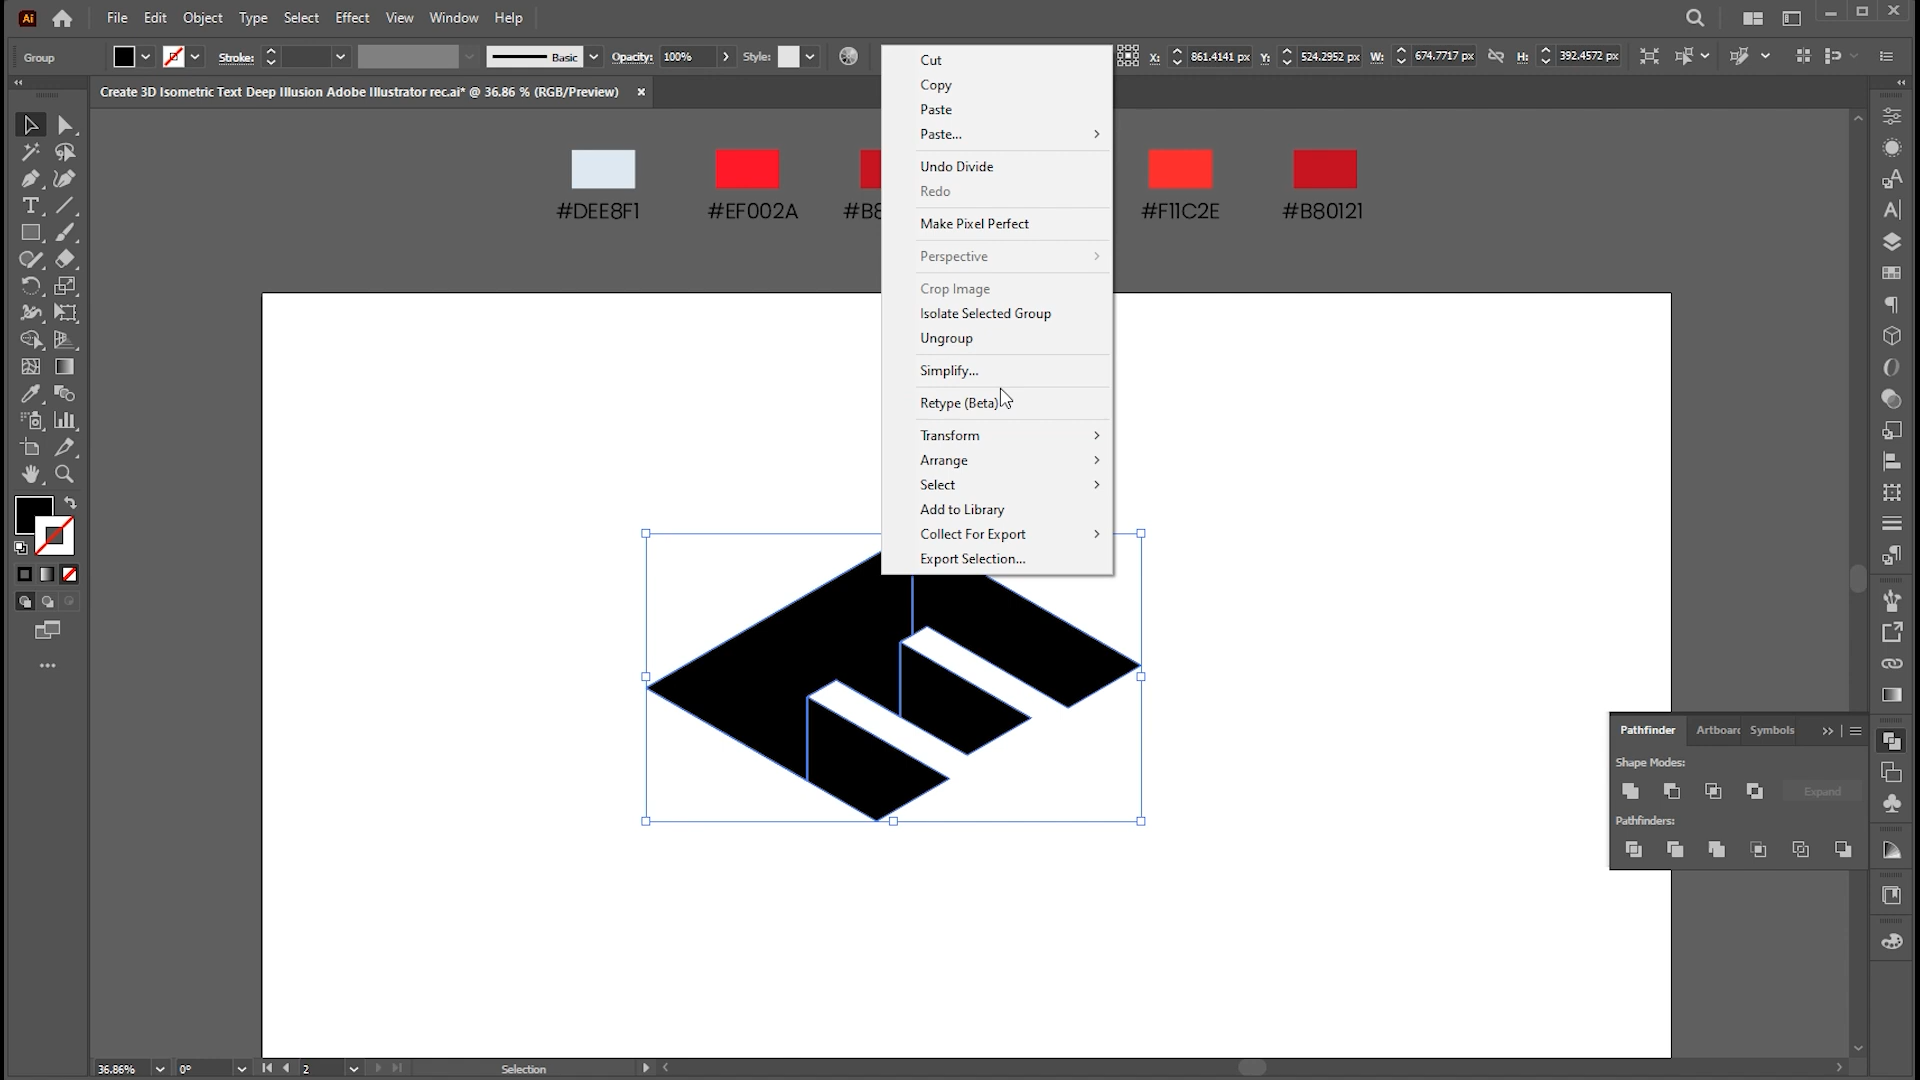 Ai File Edit Object Type Select Effect View Window Help
Group Stroke: Basic Opacity: 100% Style: X: 861.4141 px Y: 524.2952 px W: 674.7717 px H: 392.4572 px
Create 3D Isometric Text Deep Illusion Adobe Illustrator rec.ai* @ 36.86 % (RGB/Preview) ×
#DEE8F1 #EF002A #B8 #F11C2E #B80121
Cut
Copy
Paste
Paste...
Undo Divide
Redo
Make Pixel Perfect
Perspective
Crop Image
Isolate Selected Group
Ungroup
Simplify...
Retype (Beta)
Transform
Arrange
Select
Add to Library
Collect For Export
Export Selection...
Pathfinder Artboard Symbols
Shape Modes:
Expand
Pathfinders:
36.86% 0° 2 Selection